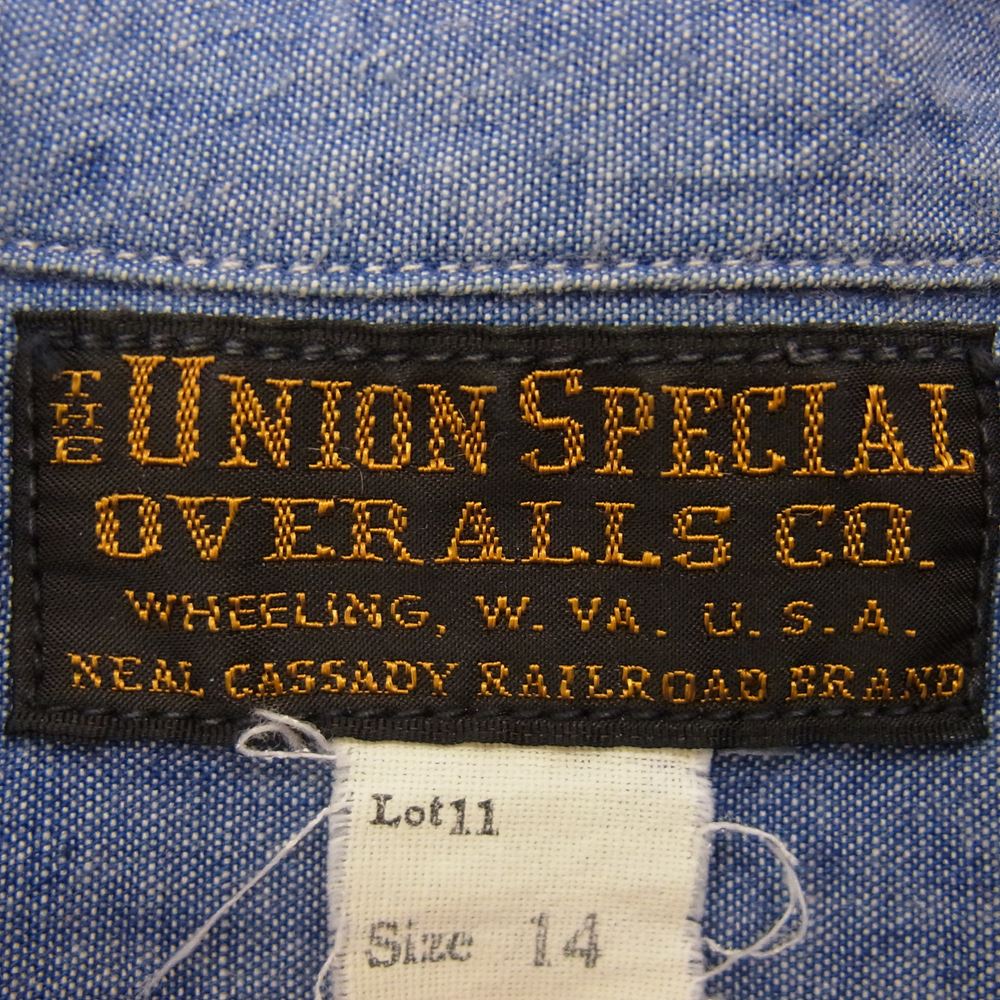 THE UNION SPECIAL
OVERALLS CO.
WHEELING, W. VA. U. S. A.
NEAL CASSADY RAILROAD BRAND
Lot 11
Size 14